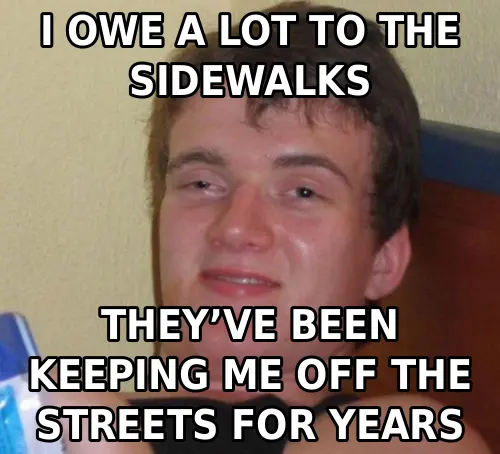 I OWE A LOT TO THE
SIDEWALKS
THEY’VE BEEN
KEEPING ME OFF THE
STREETS FOR YEARS